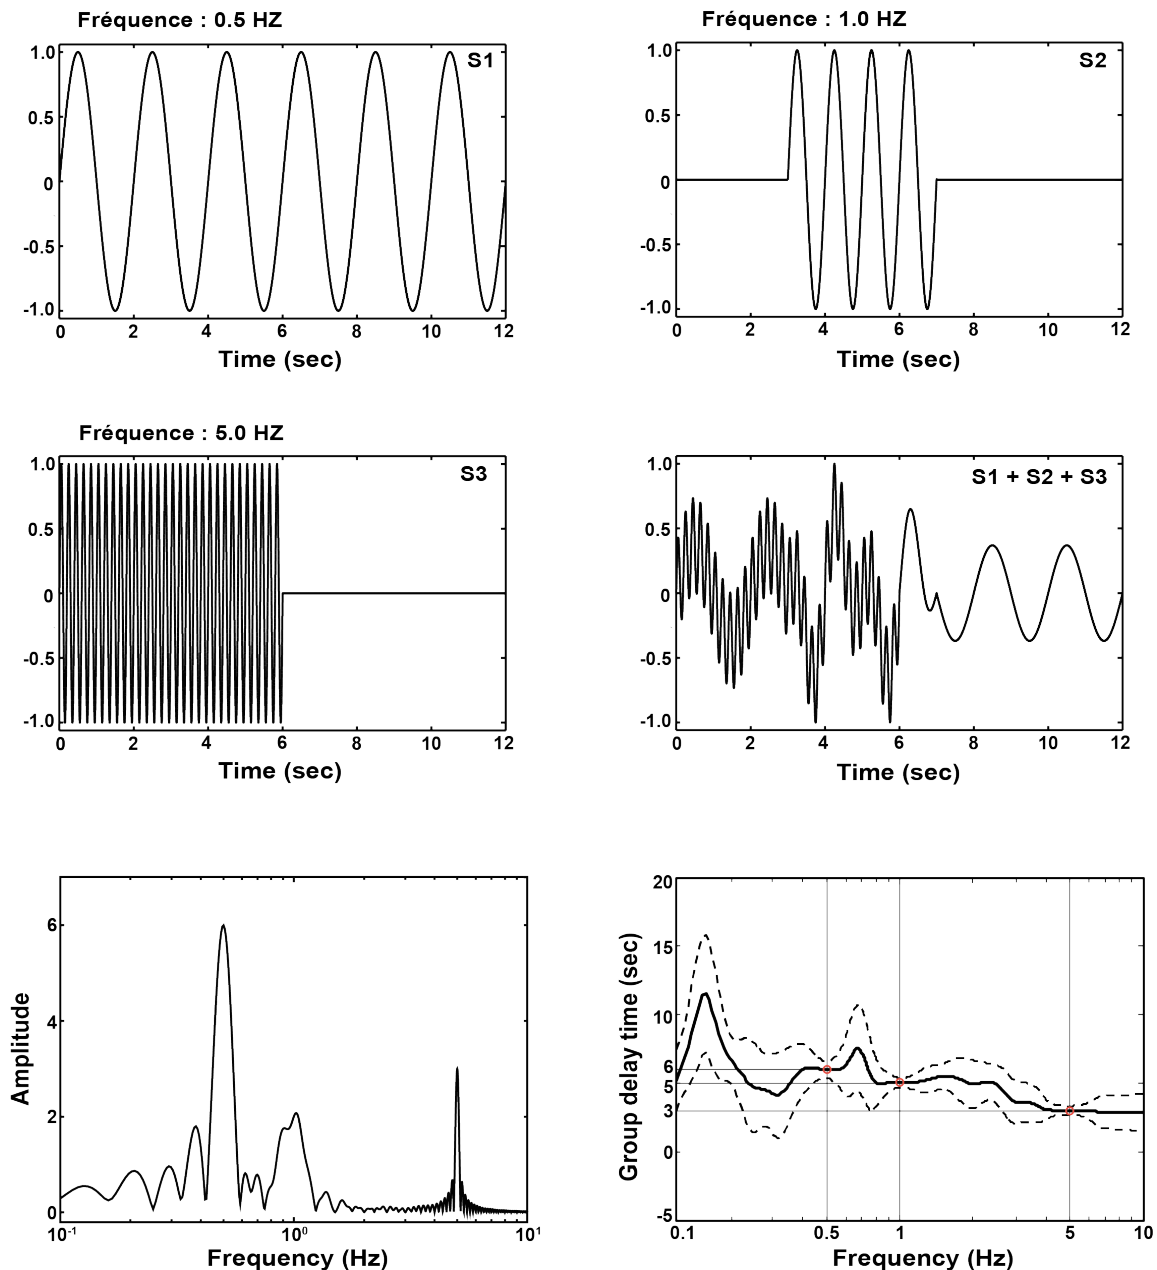 Fréquence : 0.5 HZ
S1
1.0
0.5
0
-0.5
-1.0
0 2 4 6 8 10 12
Time (sec)
Fréquence : 1.0 HZ
S2
1.0
0.5
0
-0.5
-1.0
0 2 4 6 8 10 12
Time (sec)
Fréquence : 5.0 HZ
S3
1.0
0.5
0
-0.5
-1.0
0 2 4 6 8 10 12
Time (sec)
S1 + S2 + S3
1.0
0.5
0
-0.5
-1.0
0 2 4 6 8 10 12
Time (sec)
Amplitude
6
4
2
0
10-1 100 101
Frequency (Hz)
Group delay time (sec)
20
15
10
6
5
3
0
-5
0.1 0.5 1 5 10
Frequency (Hz)